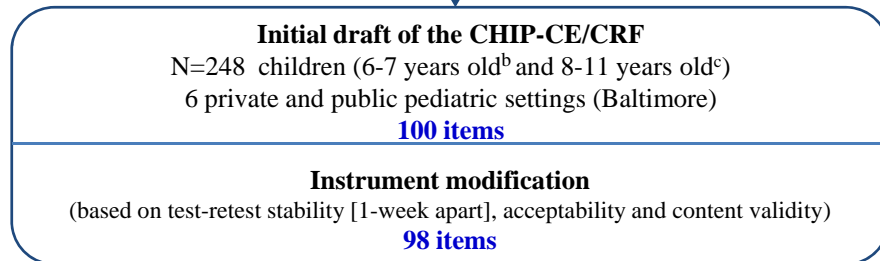 Initial draft of the CHIP-CE/CRF
N=248 children (6-7 years oldᵇ and 8-11 years oldᶜ)
6 private and public pediatric settings (Baltimore)
100 items
Instrument modification
(based on test-retest stability [1-week apart], acceptability and content validity)
98 items